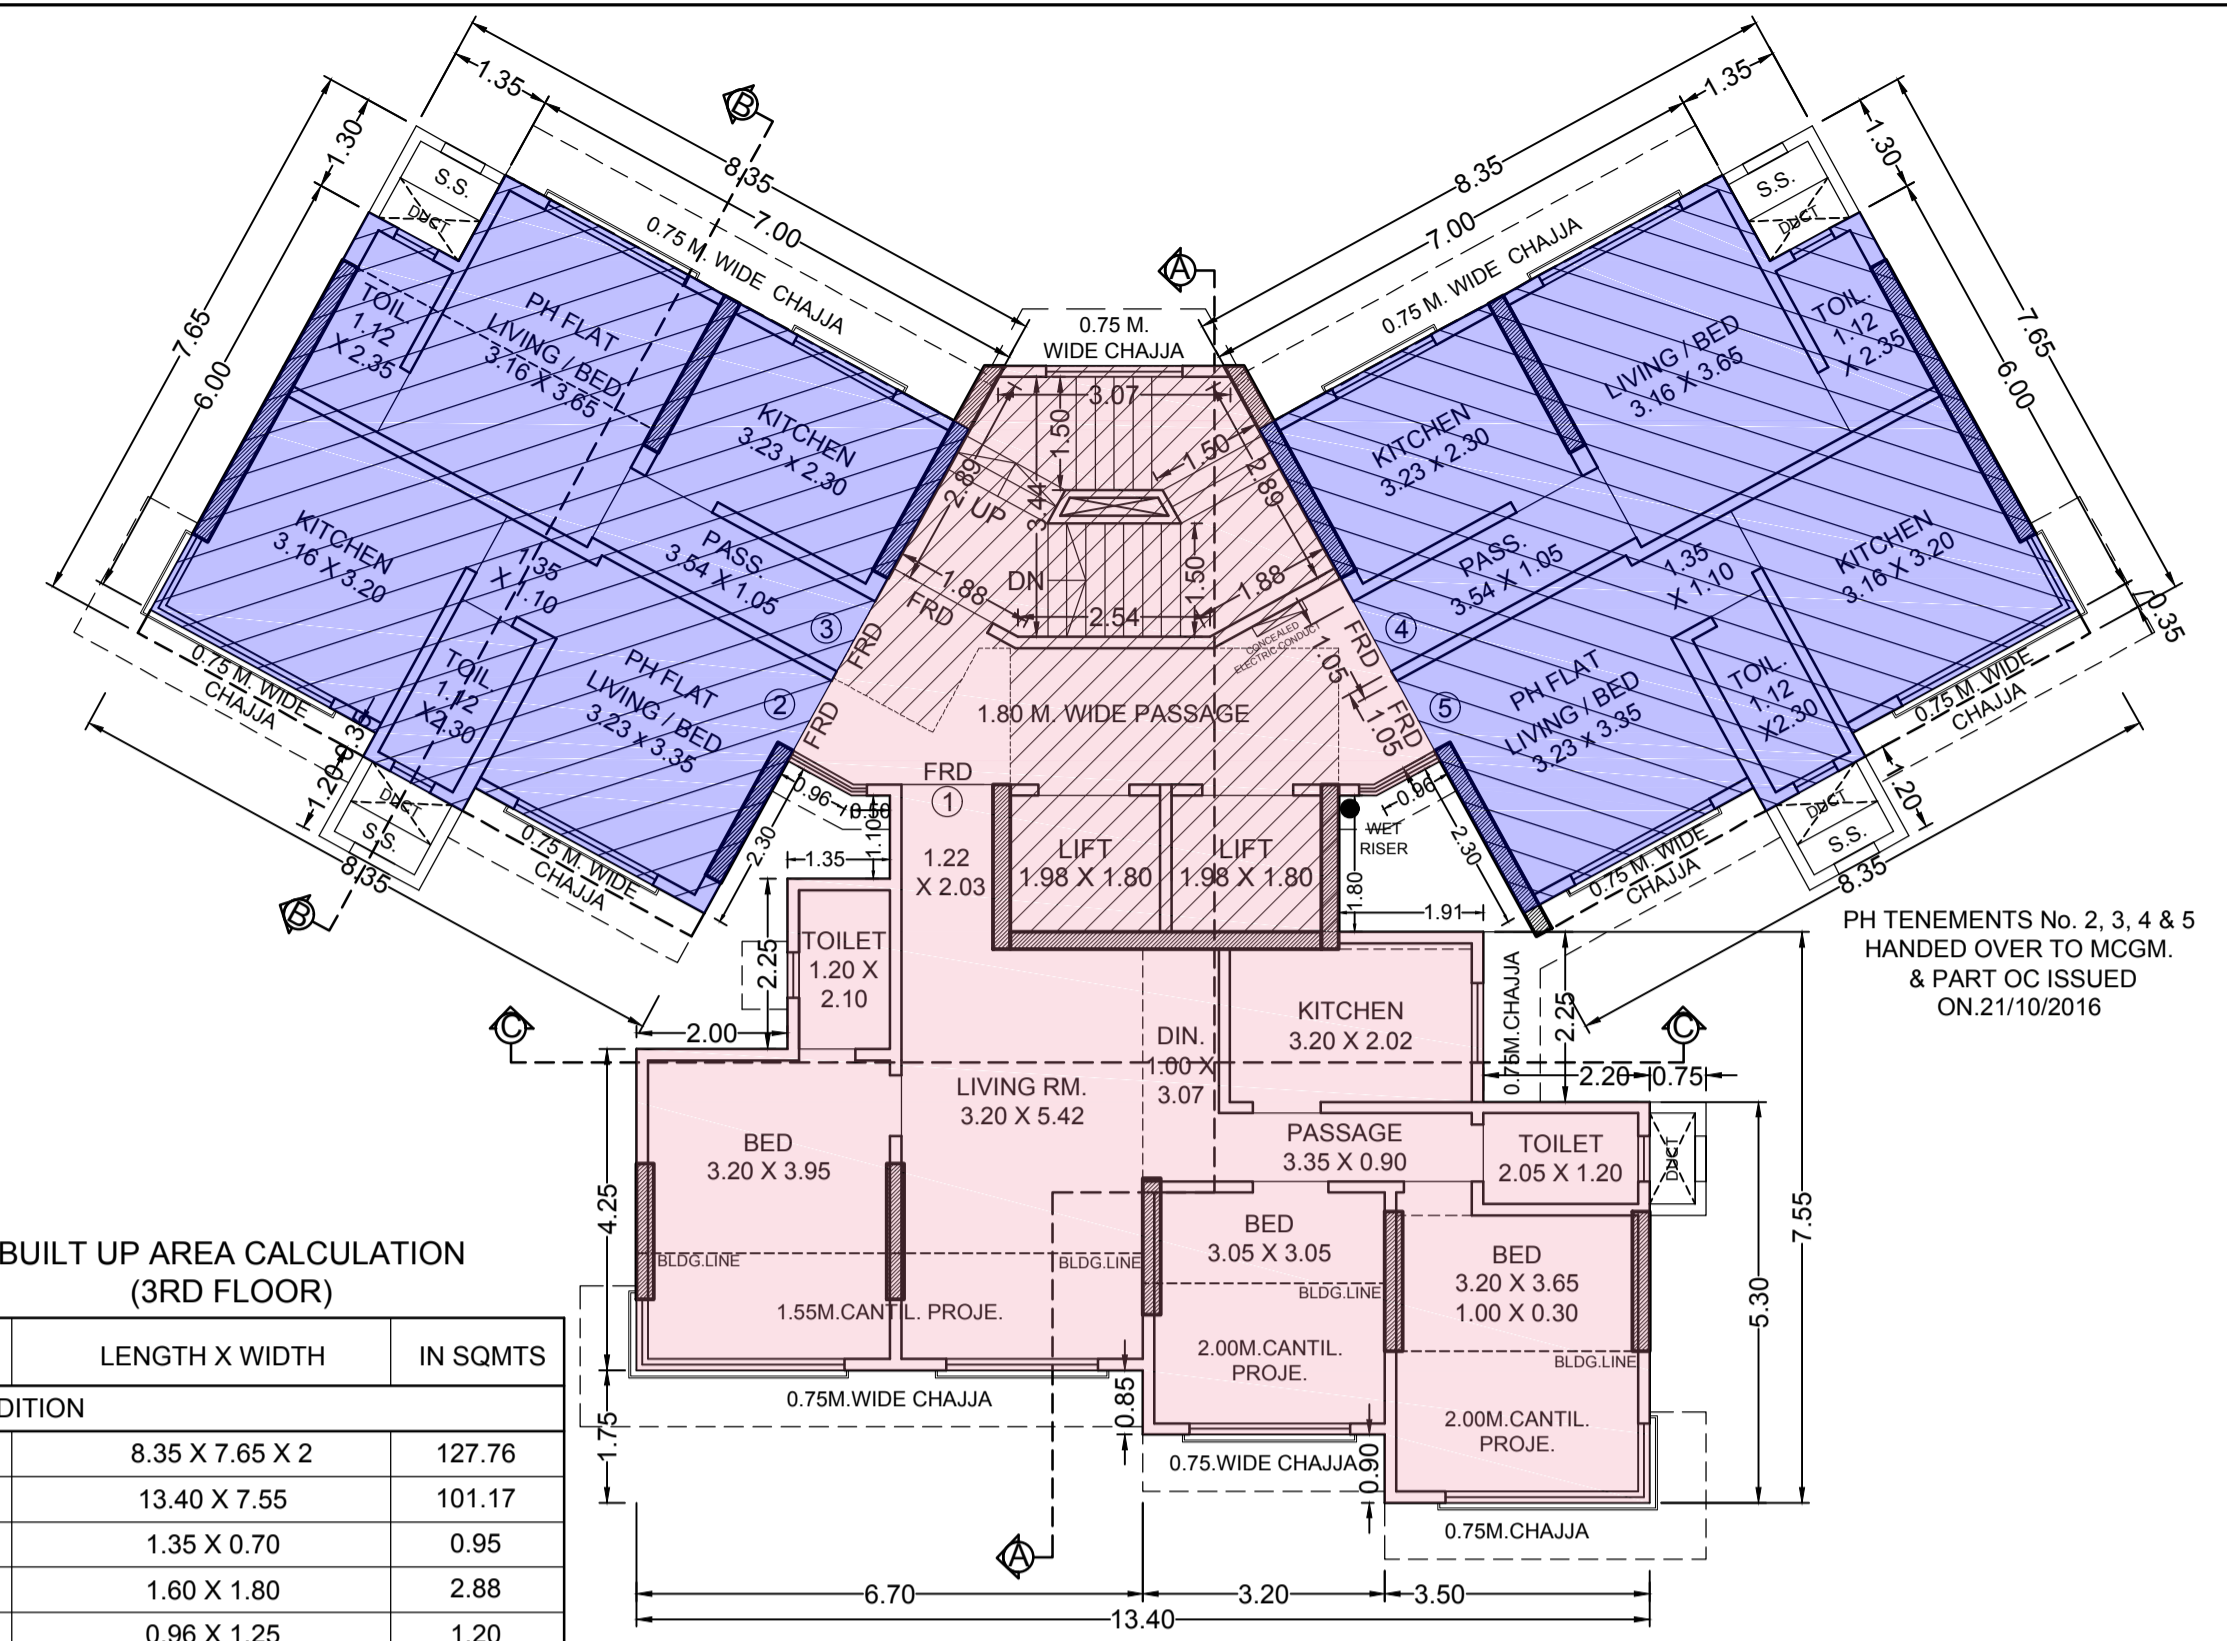 1.35
8.35
7.00
1.30
7.65
6.00
B
S.S.
DUCT
0.75 M. WIDE CHAJJA
TOIL.
1.12
X 2.35
PH FLAT
LIVING / BED
3.16 X 3.65
KITCHEN
3.23 x 2.30
KITCHEN
3.16 X 3.20
PASS.
3.54 X 1.05
1.35
X 1.10
TOIL.
1.12
X2.30
PH FLAT
LIVING / BED
3.23 x 3.35
3
2
FRD
FRD
FRD
0.75 M. WIDE
CHAJJA
0.75 M. WIDE
CHAJJA
1.20
DUCT
S.S.
8.35
B
2.30
0.96
0.50
1.10
A
0.75 M.
WIDE CHAJJA
3.07
1.50
1.50
2.89
2.89
3.44
UP
DN
1.50
1.88
1.88
2.54
CONCEALED
ELECTRIC CONDUCT
1.05
1.05
FRD
FRD
1.80 M. WIDE PASSAGE
FRD
1
1.35
8.35
7.00
1.30
7.65
6.00
0.35
S.S.
DUCT
0.75 M. WIDE CHAJJA
LIVING / BED
3.16 X 3.65
TOIL.
1.12
X 2.35
KITCHEN
3.23 x 2.30
PASS.
3.54 X 1.05
1.35
X 1.10
KITCHEN
3.16 X 3.20
4
5
PH FLAT
LIVING / BED
3.23 x 3.35
TOIL.
1.12
X2.30
0.75 M. WIDE
CHAJJA
0.75 M. WIDE
CHAJJA
1.20
DUCT
S.S.
8.35
0.96
2.30
WET
RISER
1.80
1.91
PH TENEMENTS No. 2, 3, 4 & 5
HANDED OVER TO MCGM.
& PART OC ISSUED
ON.21/10/2016
1.35
1.22
X 2.03
LIFT
1.98 X 1.80
LIFT
1.98 X 1.80
2.25
TOILET
1.20 X
2.10
C
2.00
LIVING RM.
3.20 X 5.42
DIN.
1.00 X
3.07
KITCHEN
3.20 X 2.02
0.75M.CHAJJA
2.25
C
2.20
0.75
BED
3.20 X 3.95
PASSAGE
3.35 X 0.90
TOILET
2.05 X 1.20
DUCT
4.25
BED
3.05 X 3.05
BED
3.20 X 3.65
1.00 X 0.30
7.55
5.30
BLDG.LINE
BLDG.LINE
BLDG.LINE
BLDG.LINE
1.55M.CANTIL. PROJE.
2.00M.CANTIL.
PROJE.
2.00M.CANTIL.
PROJE.
0.75M.WIDE CHAJJA
0.85
1.75
0.75.WIDE CHAJJA
0.90
0.75M.CHAJJA
A
6.70
3.20
3.50
13.40
BUILT UP AREA CALCULATION
(3RD FLOOR)
LENGTH X WIDTH IN SQMTS
DITION
8.35 X 7.65 X 2 127.76
13.40 X 7.55 101.17
1.35 X 0.70 0.95
1.60 X 1.80 2.88
0.96 X 1.25 1.20